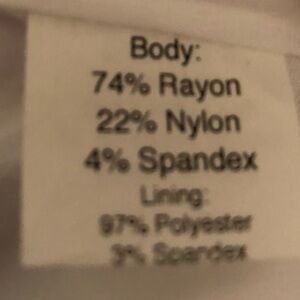 Body:
74% Rayon
22% Nylon
4% Spandex
Lining:
97% Polyester
3% Spandex